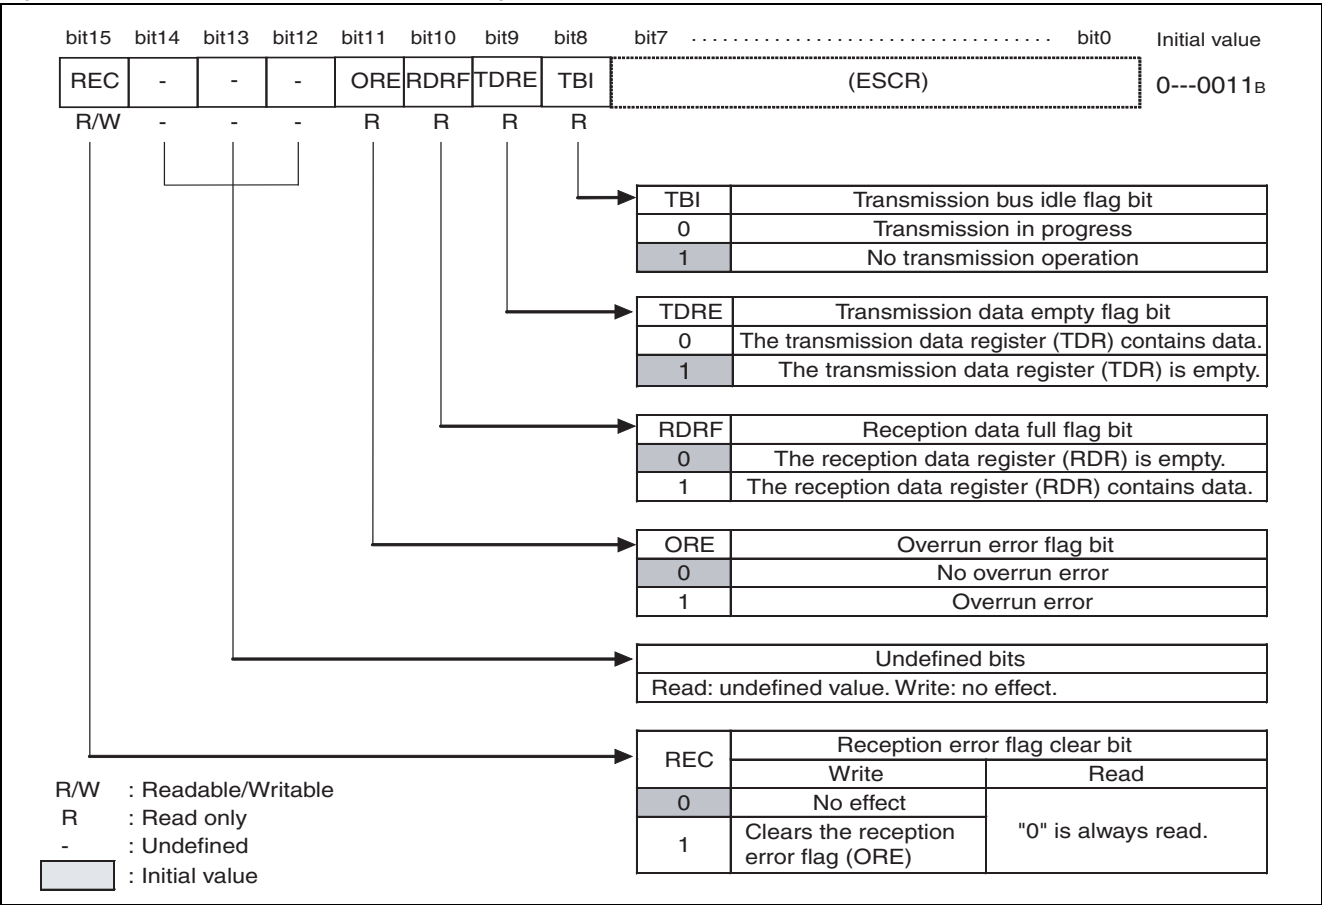 bit15 bit14 bit13 bit12 bit11 bit10 bit9 bit8 bit7 ................................... bit0 Initial value
REC - - - ORE RDRF TDRE TBI (ESCR) 0---0011B
R/W - - - R R R R
TBI Transmission bus idle flag bit
0 Transmission in progress
1 No transmission operation
TDRE Transmission data empty flag bit
0 The transmission data register (TDR) contains data.
1 The transmission data register (TDR) is empty.
RDRF Reception data full flag bit
0 The reception data register (RDR) is empty.
1 The reception data register (RDR) contains data.
ORE Overrun error flag bit
0 No overrun error
1 Overrun error
Undefined bits
Read: undefined value. Write: no effect.
REC Reception error flag clear bit
Write Read
0 No effect "0" is always read.
1 Clears the reception
error flag (ORE)
R/W : Readable/Writable
R : Read only
- : Undefined
: Initial value